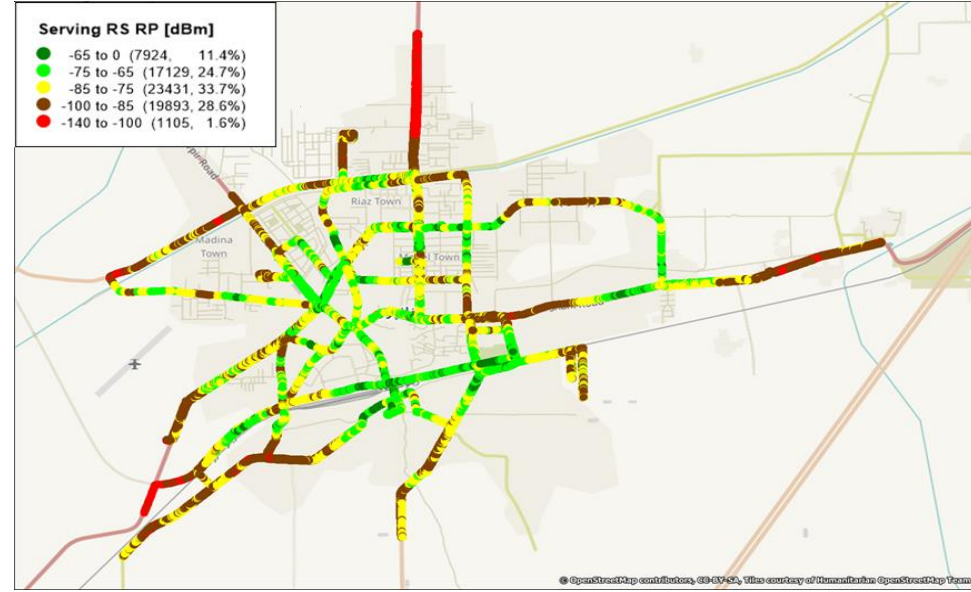 Serving RS RP [dBm]
-65 to 0 (7924, 11.4%)
-75 to -65 (17129, 24.7%)
-85 to -75 (23431, 33.7%)
-100 to -85 (19893, 28.6%)
-140 to -100 (1105, 1.6%)
Road
Riaz Town
Madina
Town
Town
Road
© OpenStreetMap contributors, CC-BY-SA, Tiles courtesy of Humanitarian OpenStreetMap Team